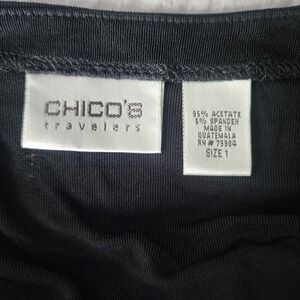 CHICO'S
travelers
95% ACETATE
5% SPANDEX
MADE IN
GUATEMALA
RN # 79984
SIZE 1